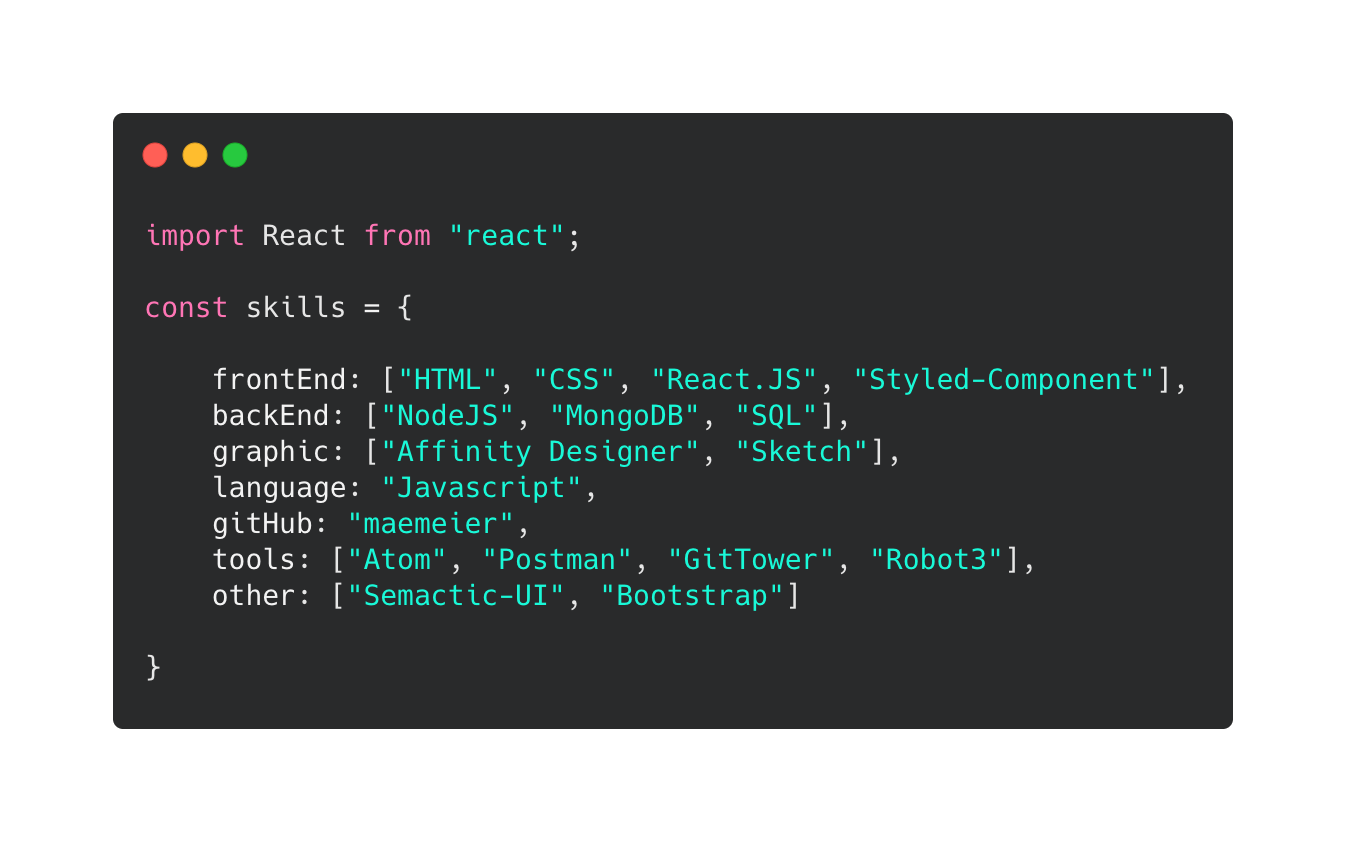 import React from "react";
const skills = {
frontEnd: ["HTML", "CSS", "React.JS", "Styled-Component"],
backEnd: ["NodeJS", "MongoDB", "SQL"],
graphic: ["Affinity Designer", "Sketch"],
language: "Javascript",
gitHub: "maemeier",
tools: ["Atom", "Postman", "GitTower", "Robot3"],
other: ["Semactic-UI", "Bootstrap"]
}